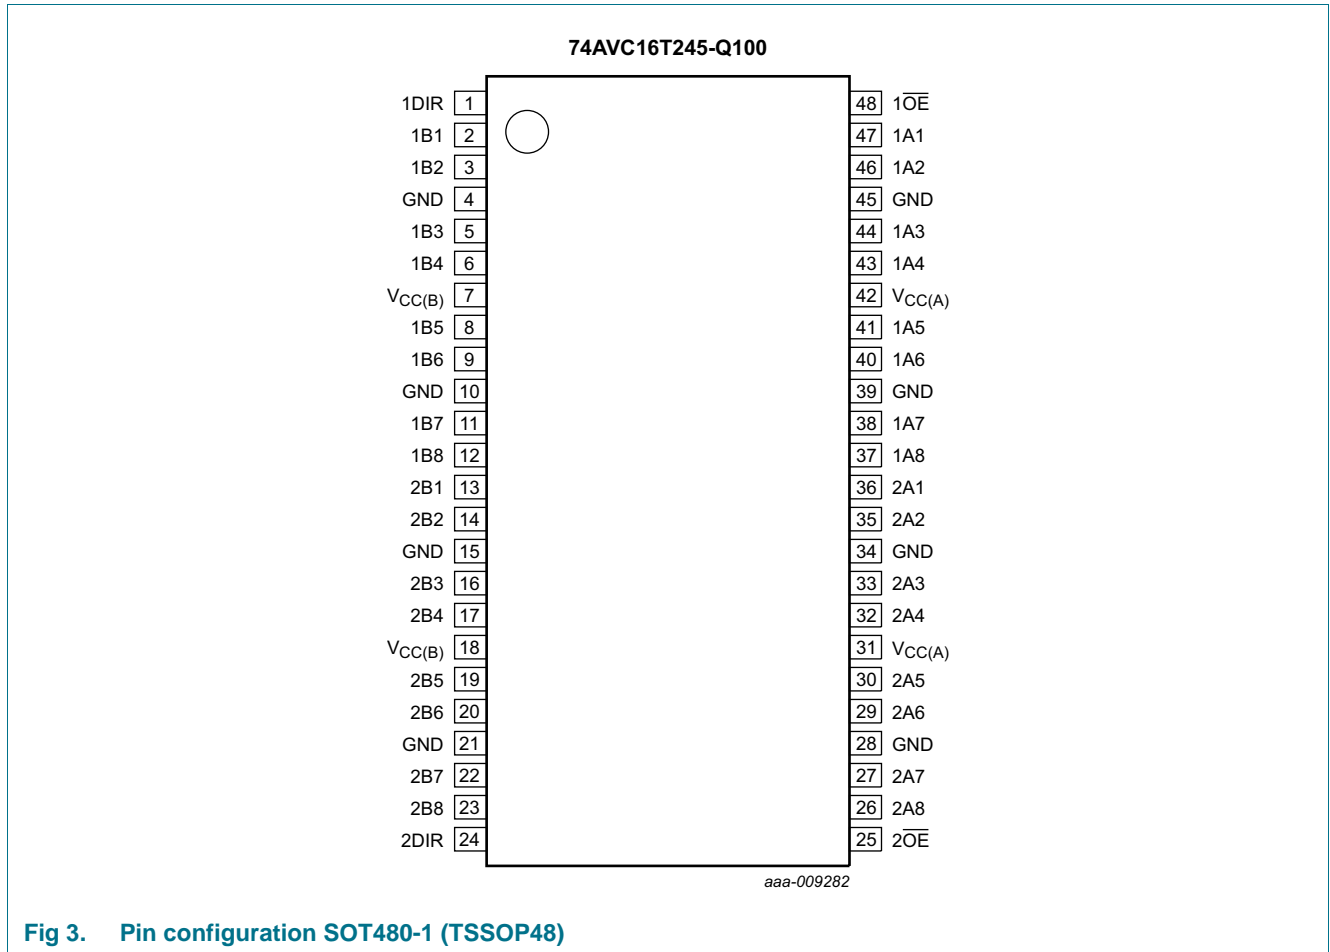 74AVC16T245-Q100
1DIR 1 48 1OE
1B1 2 47 1A1
1B2 3 46 1A2
GND 4 45 GND
1B3 5 44 1A3
1B4 6 43 1A4
VCC(B) 7 42 VCC(A)
1B5 8 41 1A5
1B6 9 40 1A6
GND 10 39 GND
1B7 11 38 1A7
1B8 12 37 1A8
2B1 13 36 2A1
2B2 14 35 2A2
GND 15 34 GND
2B3 16 33 2A3
2B4 17 32 2A4
VCC(B) 18 31 VCC(A)
2B5 19 30 2A5
2B6 20 29 2A6
GND 21 28 GND
2B7 22 27 2A7
2B8 23 26 2A8
2DIR 24 25 2OE
aaa-009282
Fig 3. Pin configuration SOT480-1 (TSSOP48)